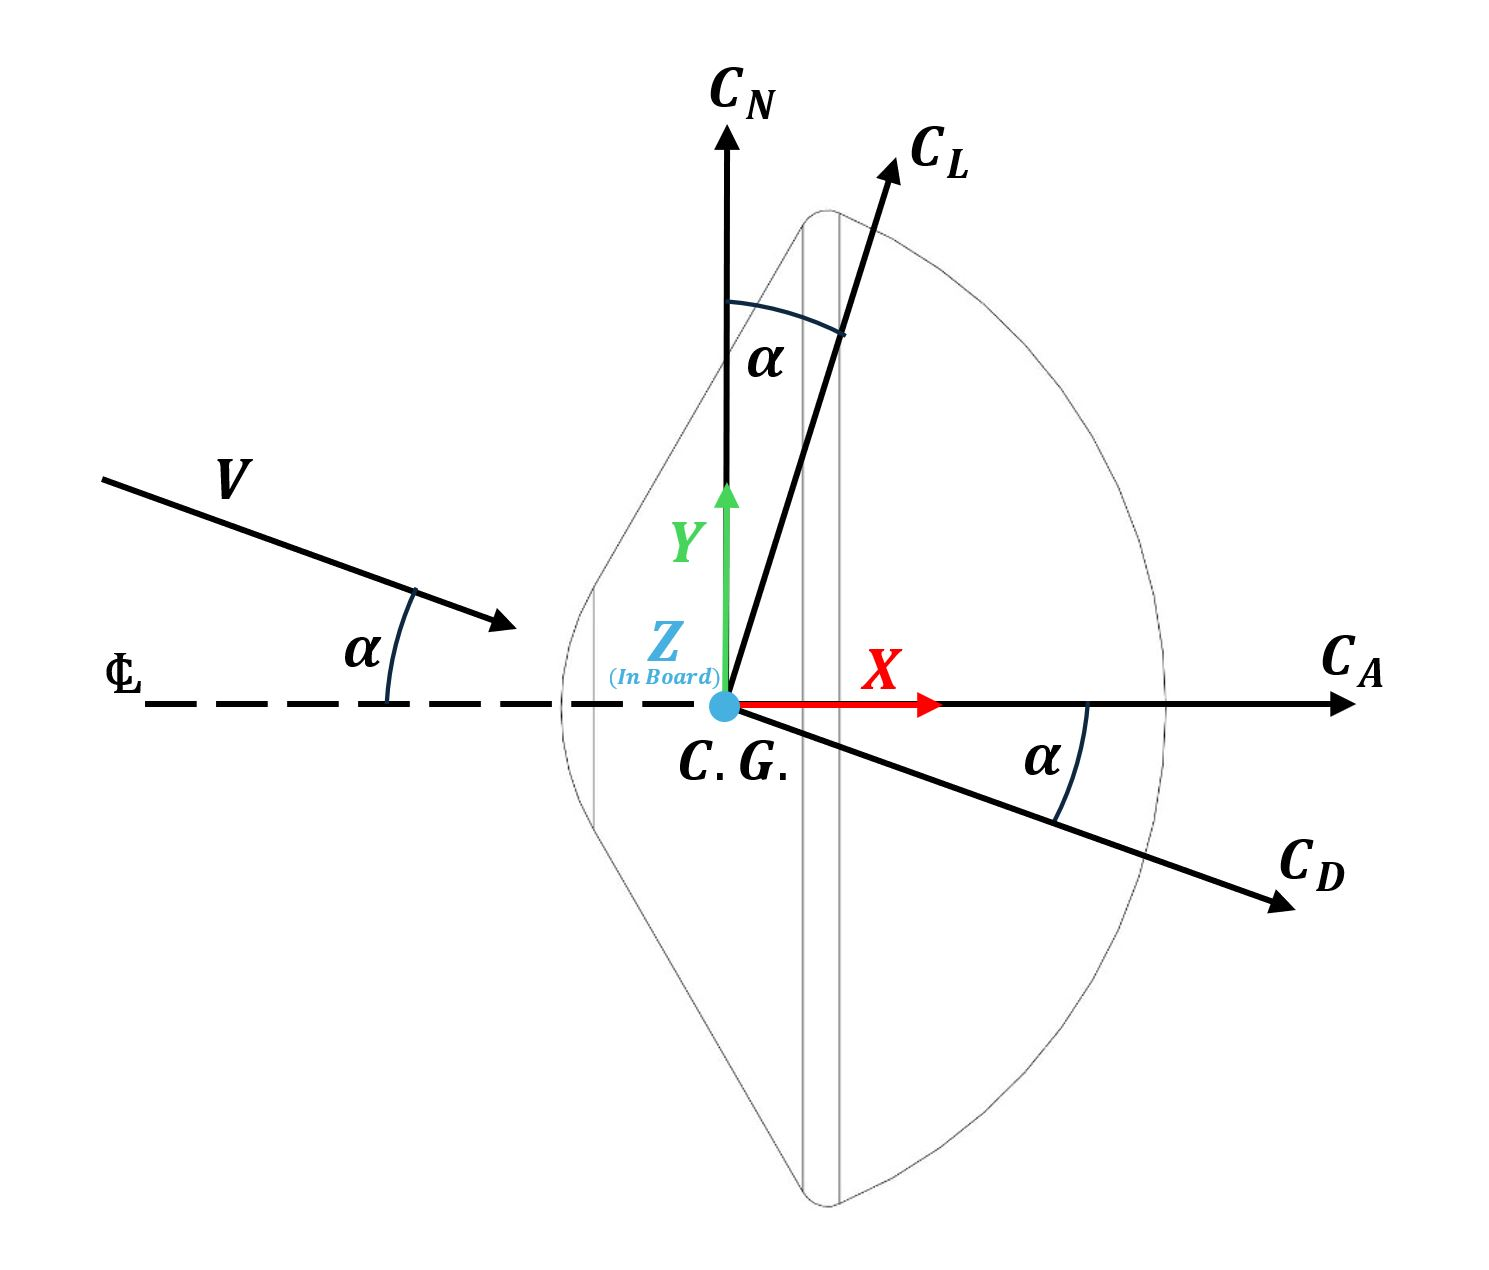 C_N
C_L
V
α
Y
α
Z
(In Board)
X
℄
C_A
C.G.
α
C_D